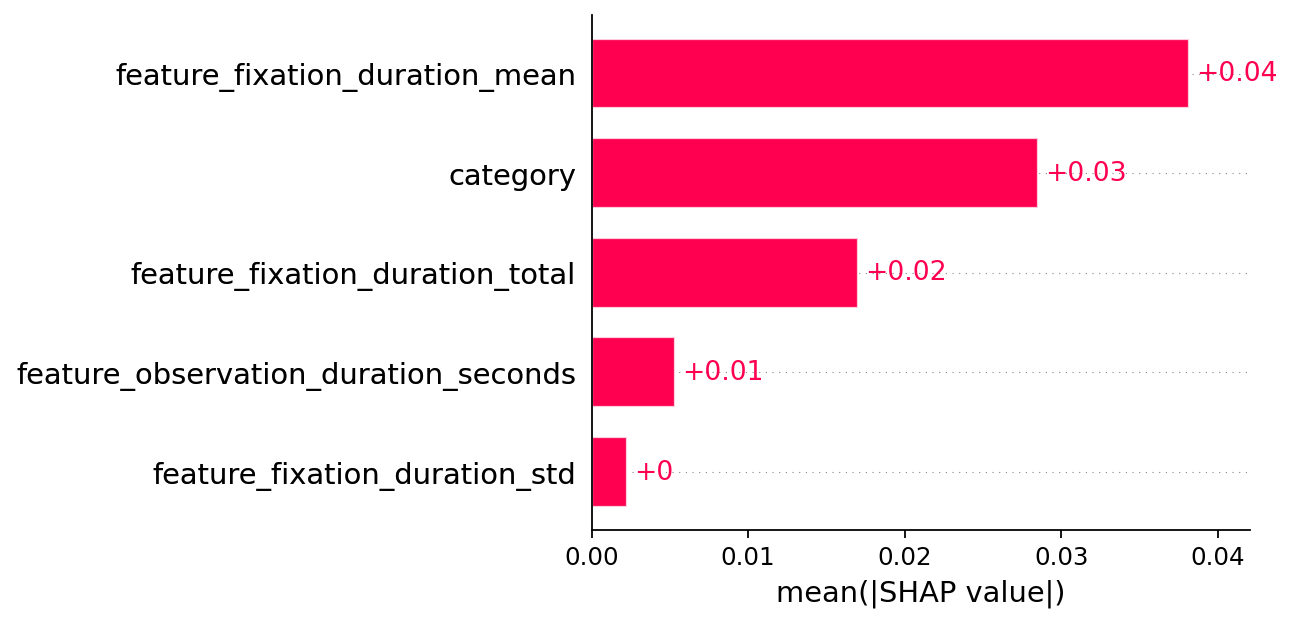 feature_fixation_duration_mean +0.04
category +0.03
feature_fixation_duration_total +0.02
feature_observation_duration_seconds +0.01
feature_fixation_duration_std +0
0.00 0.01 0.02 0.03 0.04
mean(|SHAP value|)